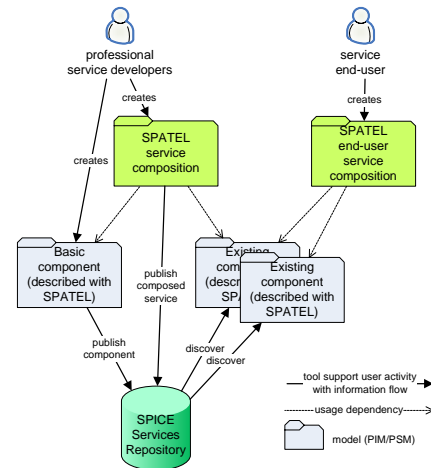 professional
service developers
service
end-user
creates
creates
creates
SPATEL
service
composition
SPATEL
end-user
service
composition
Basic
component
(described with
SPATEL)
Existing
com
(descr
SPAT
Existing
component
(described with
SPATEL)
publish
composed
service
publish
component
discover
discover
SPICE
Services
Repository
tool support user activity
with information flow
usage dependency
model (PIM/PSM)